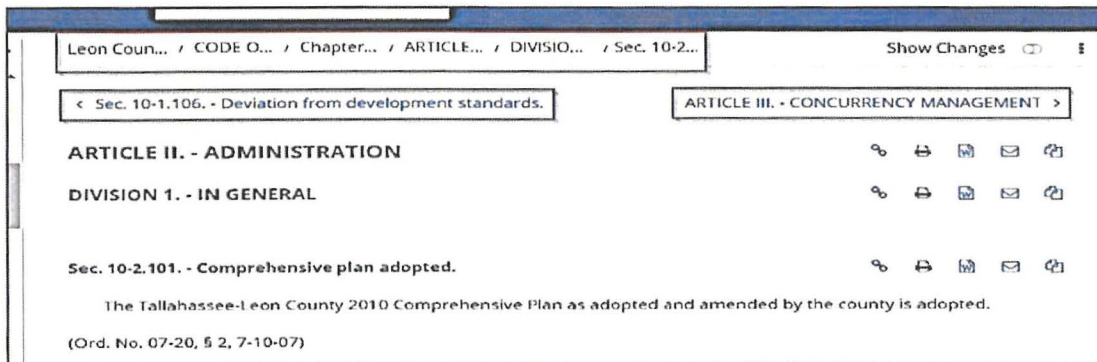 Leon Coun... / CODE O... / Chapter... / ARTICLE... / DIVISIO... / Sec. 10-2... Show Changes
< Sec. 10-1.106. - Deviation from development standards. ARTICLE III. - CONCURRENCY MANAGEMENT >
ARTICLE II. - ADMINISTRATION
DIVISION 1. - IN GENERAL
Sec. 10-2.101. - Comprehensive plan adopted.
The Tallahassee-Leon County 2010 Comprehensive Plan as adopted and amended by the county is adopted.
(Ord. No. 07-20, § 2, 7-10-07)